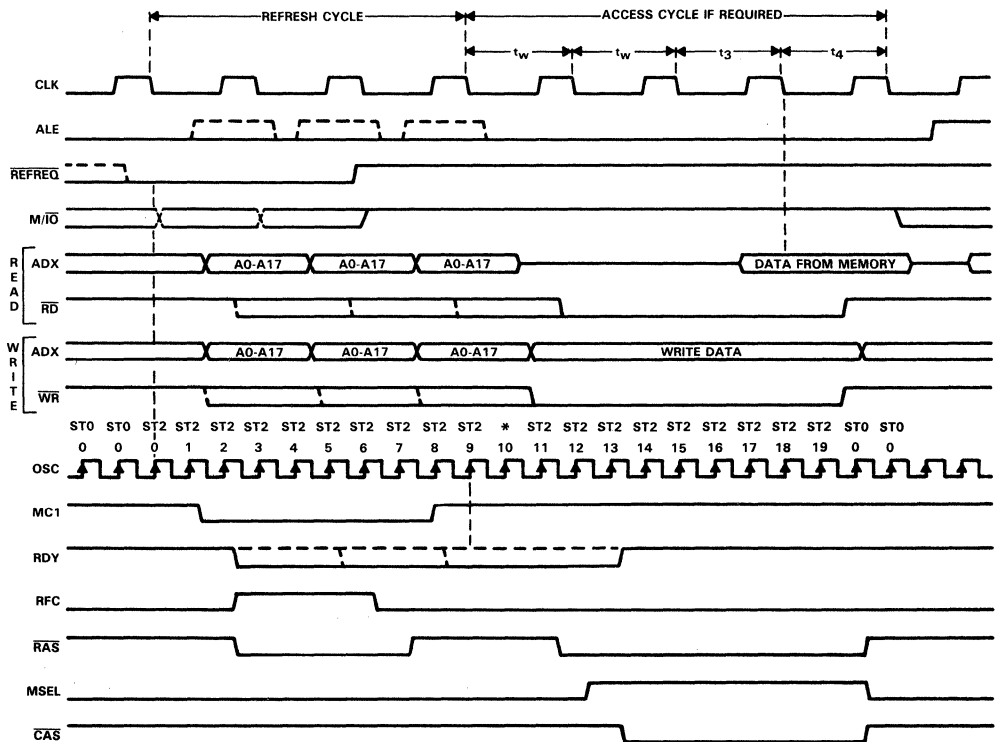 REFRESH CYCLE
ACCESS CYCLE IF REQUIRED
tw tw t3 t4
CLK
ALE
REFREQ
M/IO
READ
ADX A0-A17 A0-A17 A0-A17 DATA FROM MEMORY
RD
WRITE
ADX A0-A17 A0-A17 A0-A17 WRITE DATA
WR
ST0 ST0 ST2 ST2 ST2 ST2 ST2 ST2 ST2 ST2 ST2 ST2 * ST2 ST2 ST2 ST2 ST2 ST2 ST2 ST2 ST2 ST0 ST0
0 0 0 1 2 3 4 5 6 7 8 9 10 11 12 13 14 15 16 17 18 19 0 0
OSC
MC1
RDY
RFC
RAS
MSEL
CAS